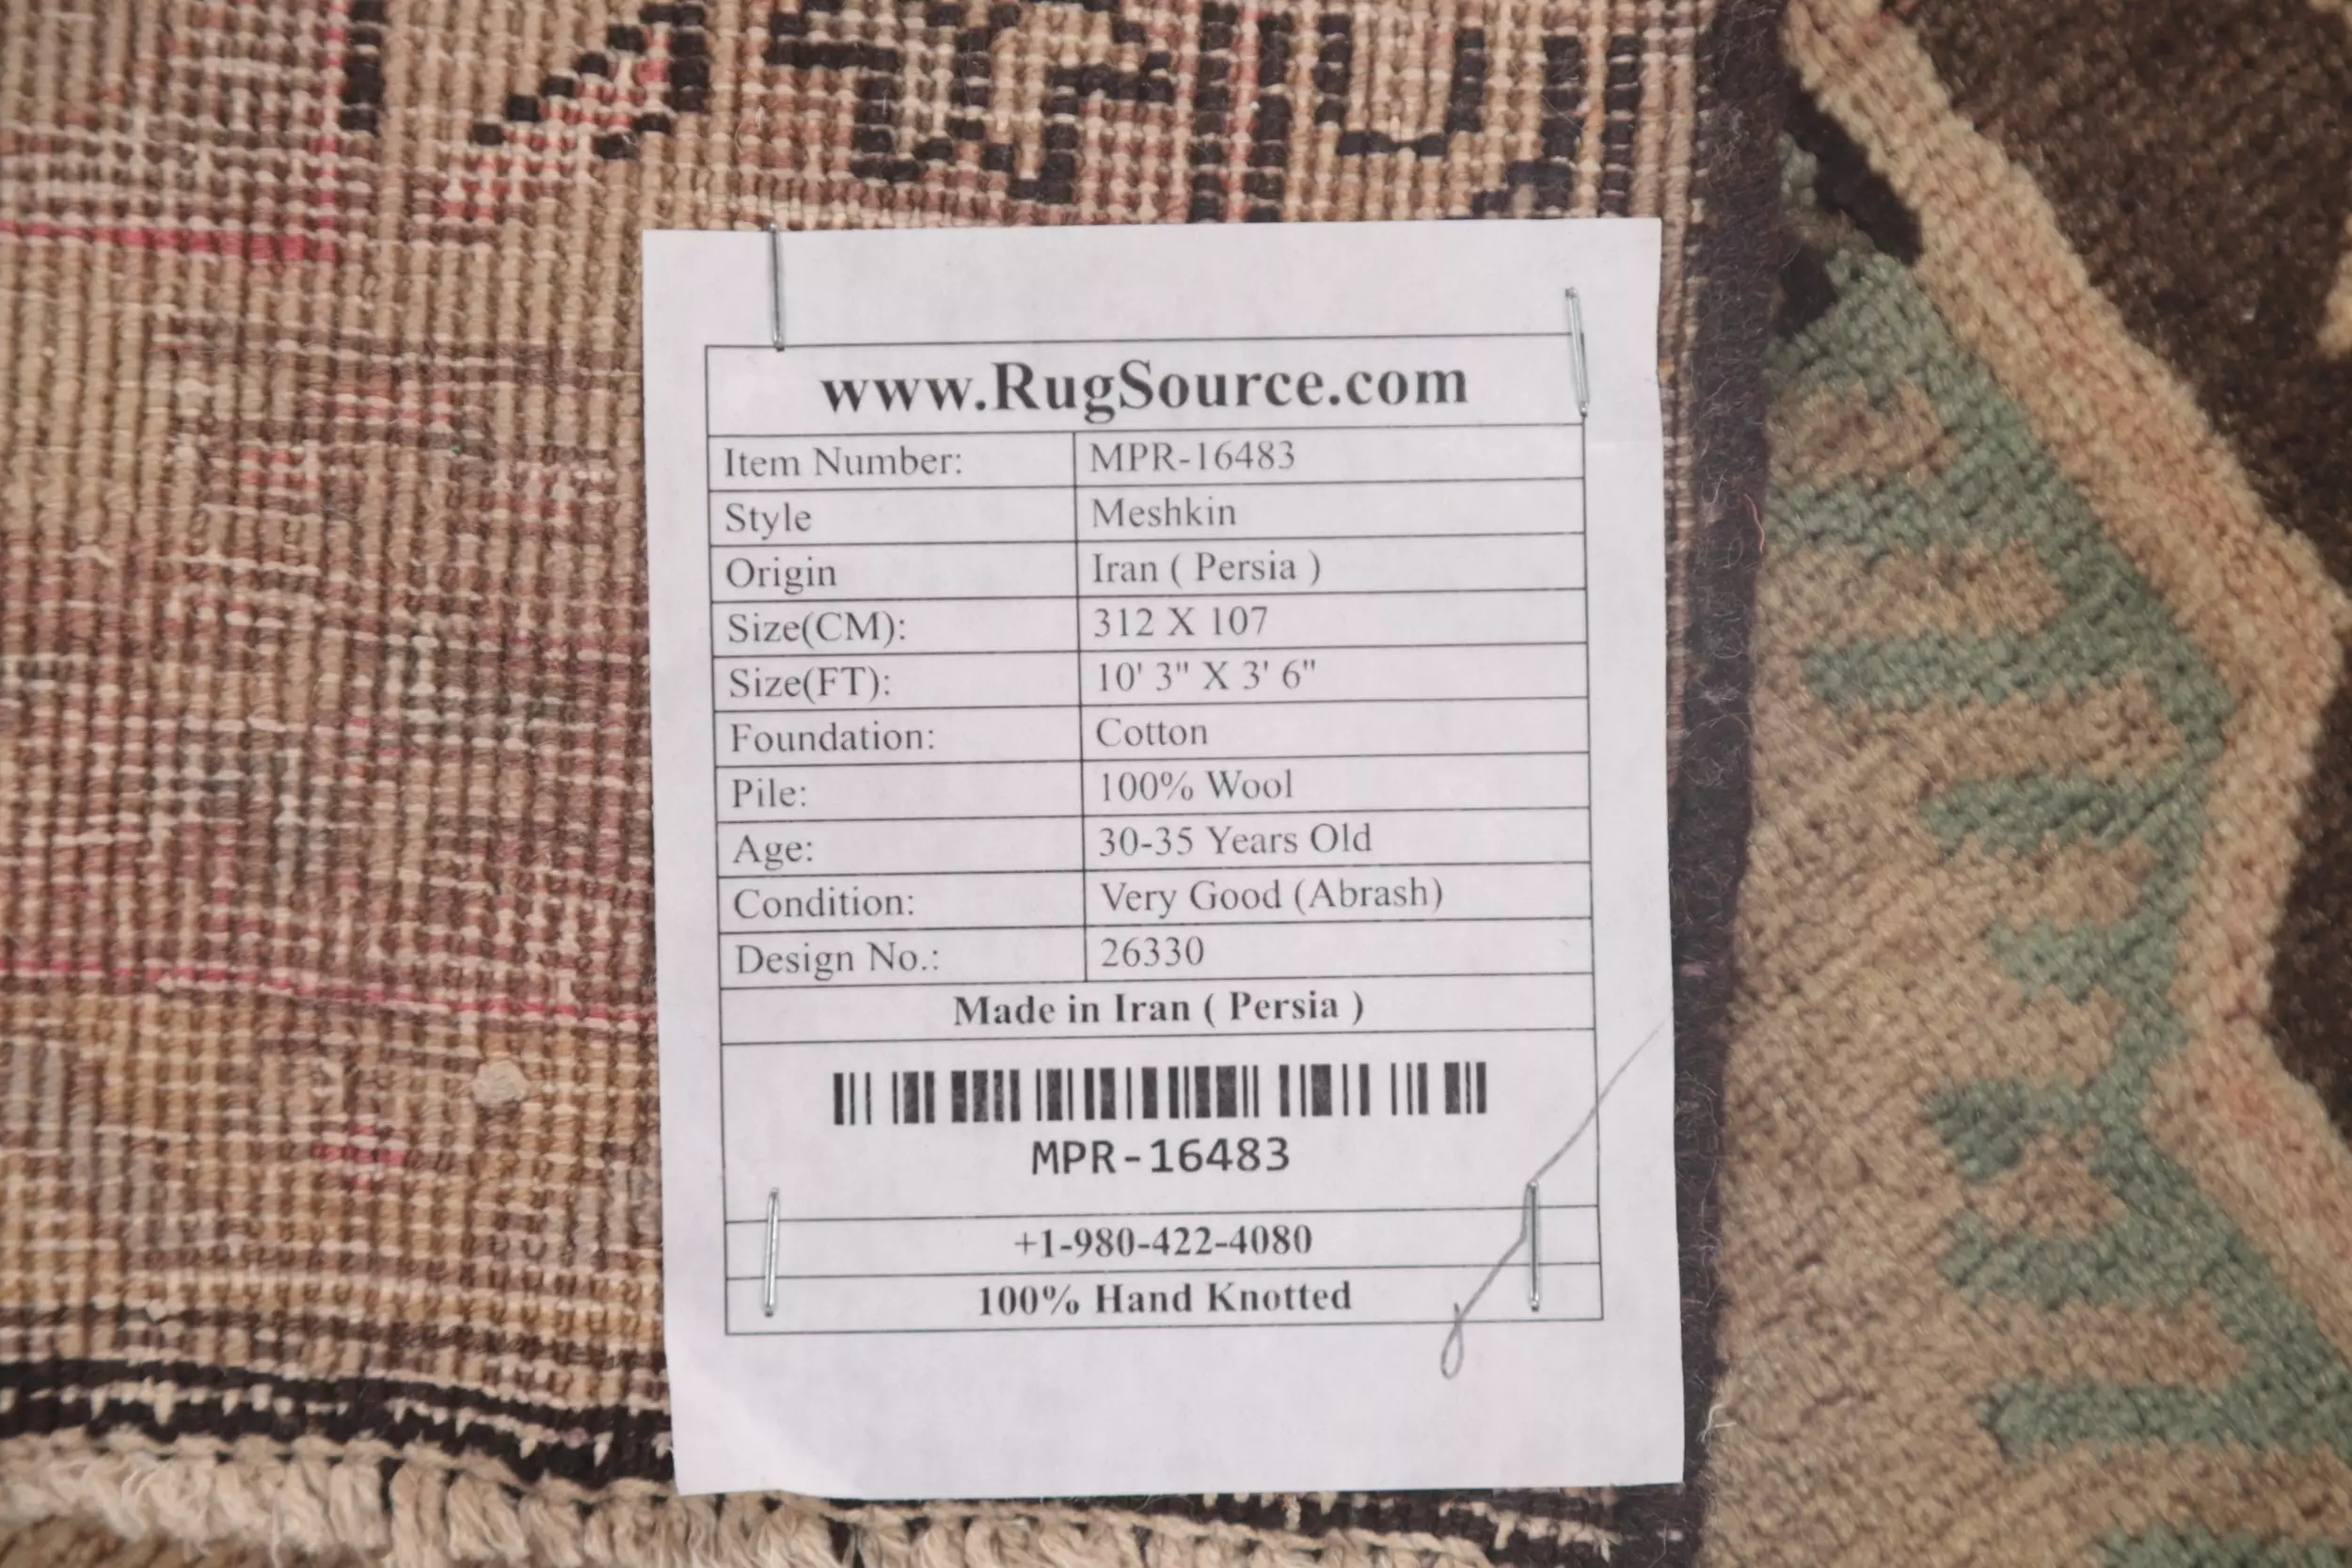 www.RugSource.com
Item Number: MPR-16483
Style Meshkin
Origin Iran ( Persia )
Size(CM): 312 X 107
Size(FT): 10' 3" X 3' 6"
Foundation: Cotton
Pile: 100% Wool
Age: 30-35 Years Old
Condition: Very Good (Abrash)
Design No.: 26330
Made in Iran ( Persia )
MPR-16483
+1-980-422-4080
100% Hand Knotted